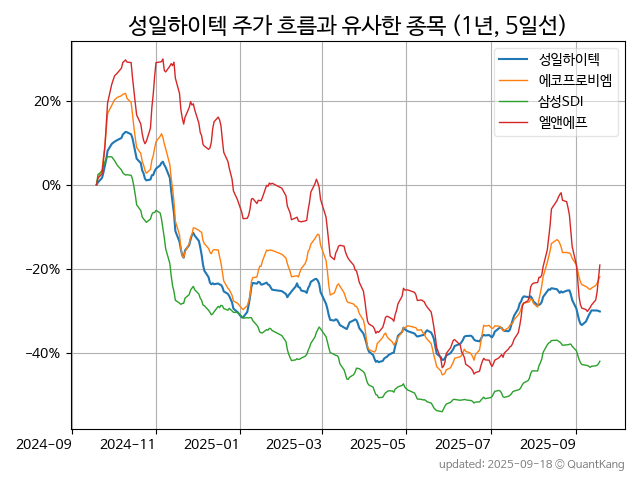 성일하이텍 주가 흐름과 유사한 종목 (1년, 5일선)
성일하이텍
에코프로비엠
삼성SDI
엘앤에프
20%
0%
−20%
−40%
2024-09 2024-11 2025-01 2025-03 2025-05 2025-07 2025-09
updated: 2025-09-18 © QuantKang